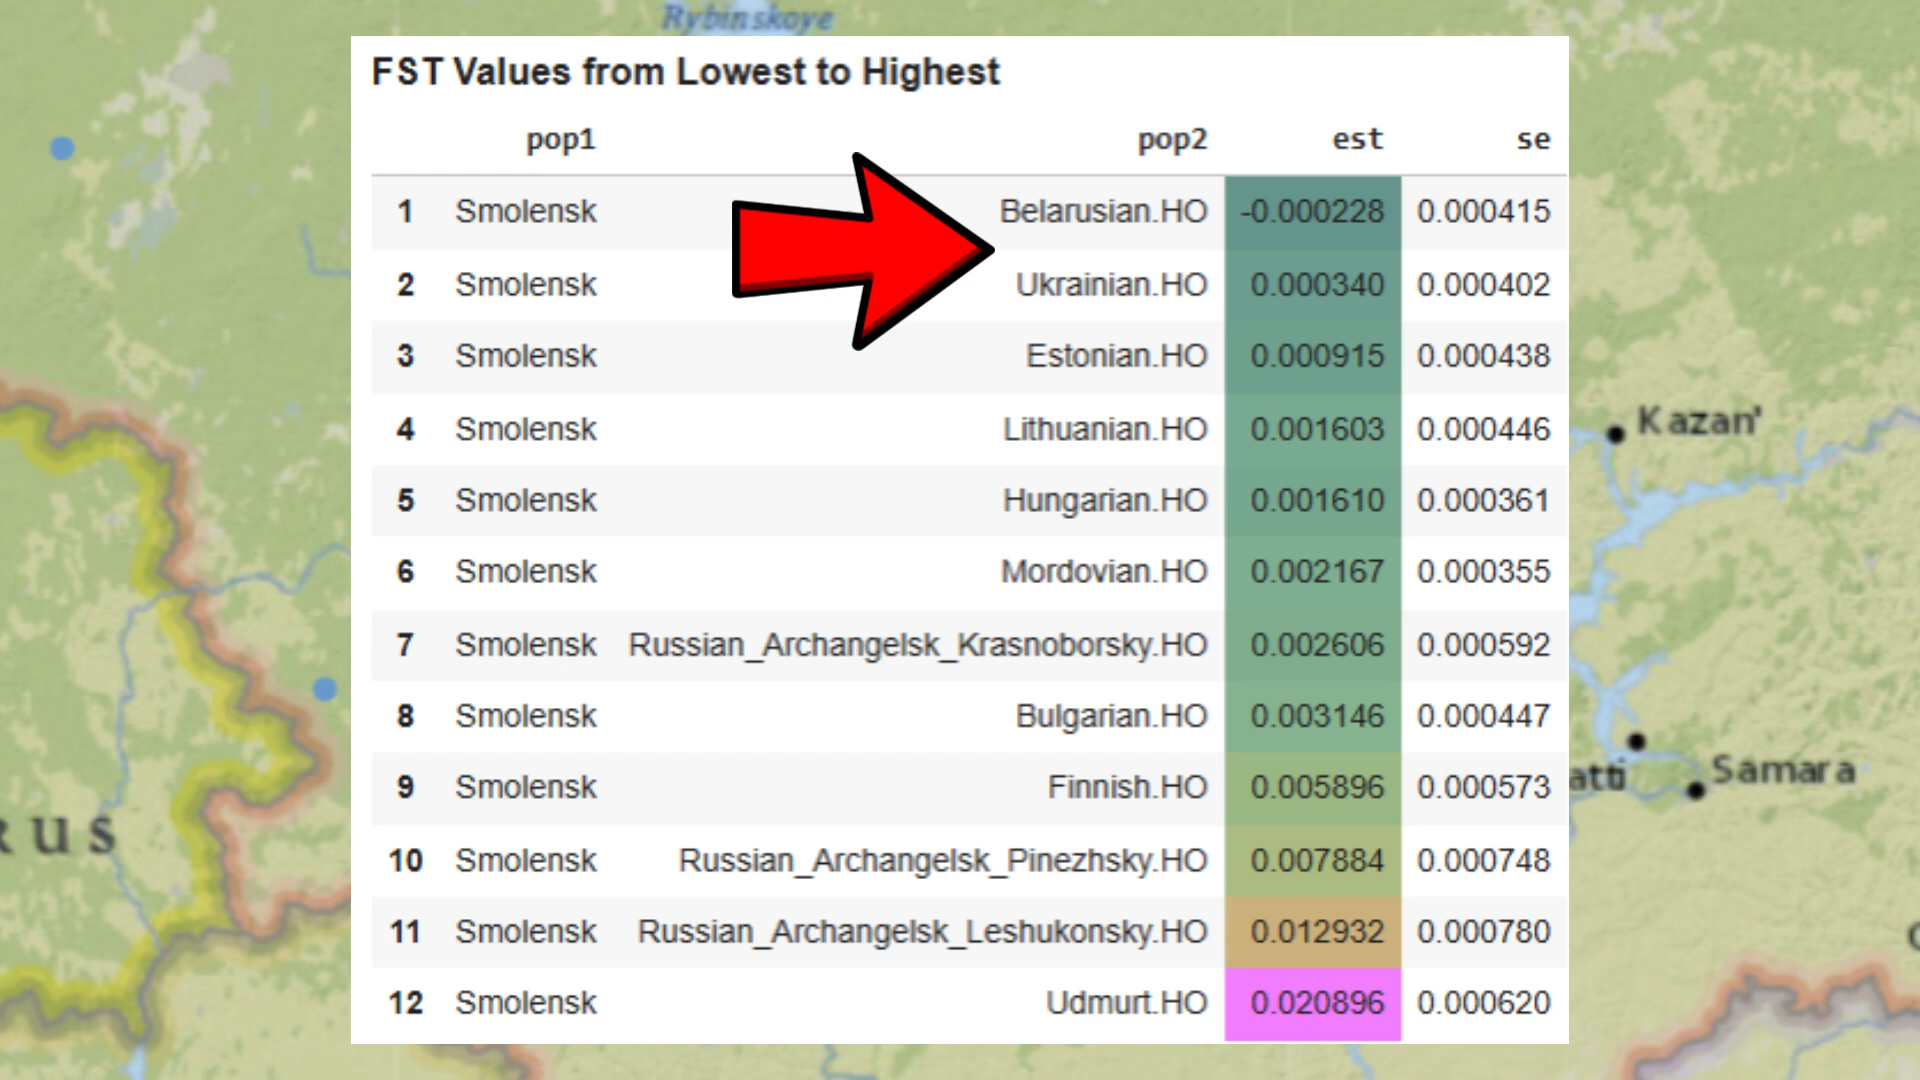 Rybinskoye
FST Values from Lowest to Highest
pop1 pop2 est se
1 Smolensk Belarusian.HO -0.000228 0.000415
2 Smolensk Ukrainian.HO 0.000340 0.000402
3 Smolensk Estonian.HO 0.000915 0.000438
4 Smolensk Lithuanian.HO 0.001603 0.000446
5 Smolensk Hungarian.HO 0.001610 0.000361
6 Smolensk Mordovian.HO 0.002167 0.000355
7 Smolensk Russian_Archangelsk_Krasnoborsky.HO 0.002606 0.000592
8 Smolensk Bulgarian.HO 0.003146 0.000447
9 Smolensk Finnish.HO 0.005896 0.000573
10 Smolensk Russian_Archangelsk_Pinezhsky.HO 0.007884 0.000748
11 Smolensk Russian_Archangelsk_Leshukonsky.HO 0.012932 0.000780
12 Smolensk Udmurt.HO 0.020896 0.000620
Kazan'
atti
Samara
RUS